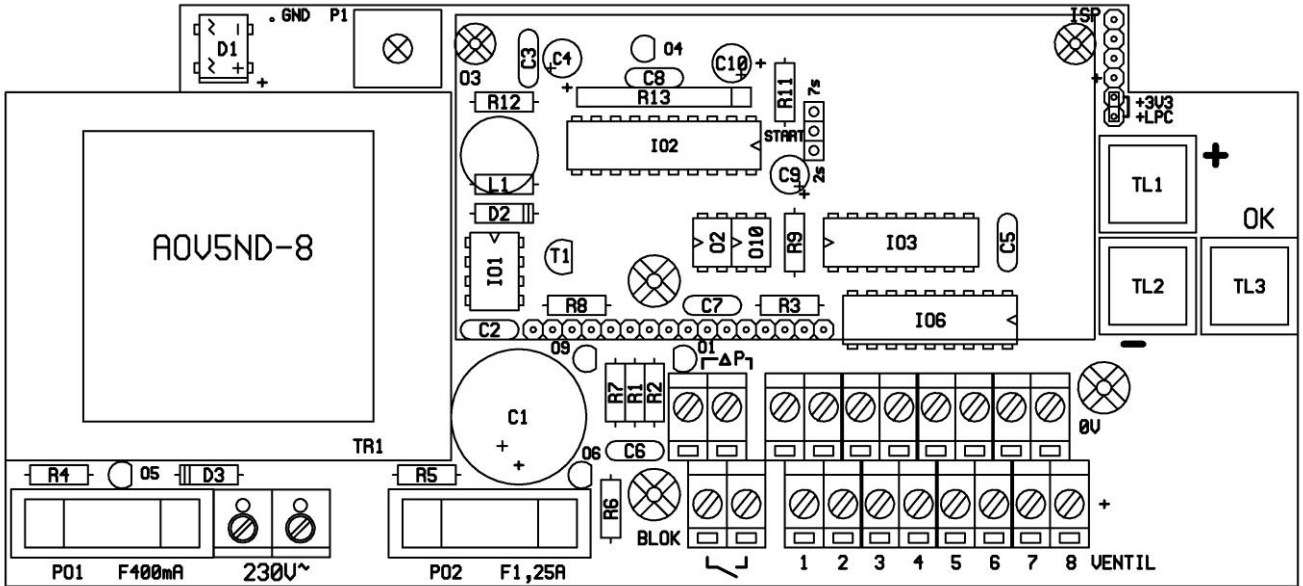 GND P1 ISP
D1
C3 C4 O4 C10 +
O3 C8 R11 7s
R12 R13 +3V3
+LPC
IO2 START TL1 +
L1 C9 2s
D2 OK
AOV5ND-8
IO1 T1 O2 O10 R9 IO3 C5 TL2 TL3
R8 C7 R3 IO6
C2
O9 O1 ΔP -
R7 R1 R2
C1
TR1 0V
R4 O5 D3 R5 O6 C6
R6
BLOK +
PO1 F400mA 230V~ PO2 F1,25A 1 2 3 4 5 6 7 8 VENTIL